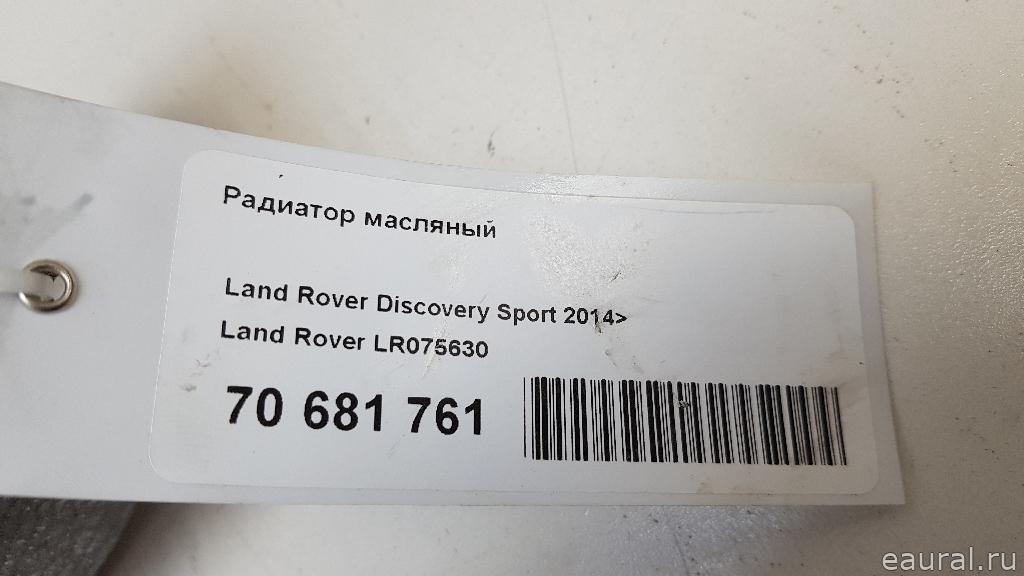 Радиатор масляный
Land Rover Discovery Sport 2014>
Land Rover LR075630
70 681 761
eaural.ru